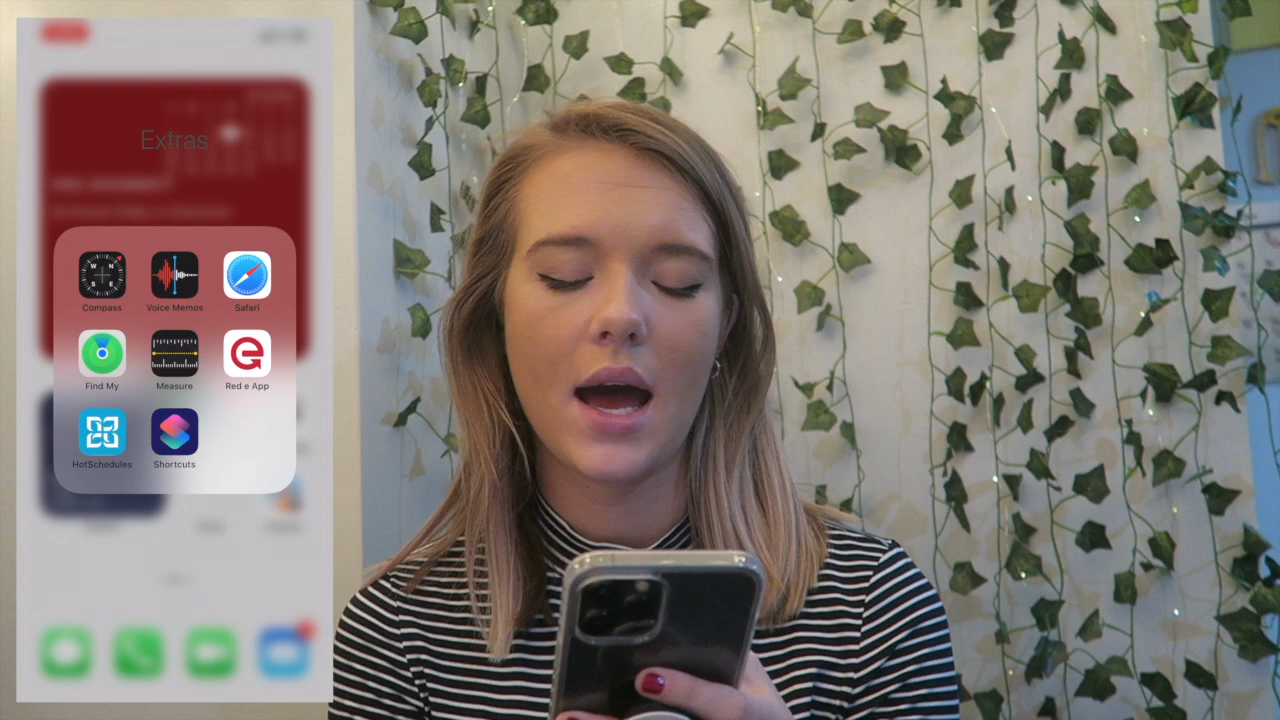 Extras
W N
S E
Compass
Voice Memos
Safari
Find My
Measure
Red e App
HotSchedules
Shortcuts